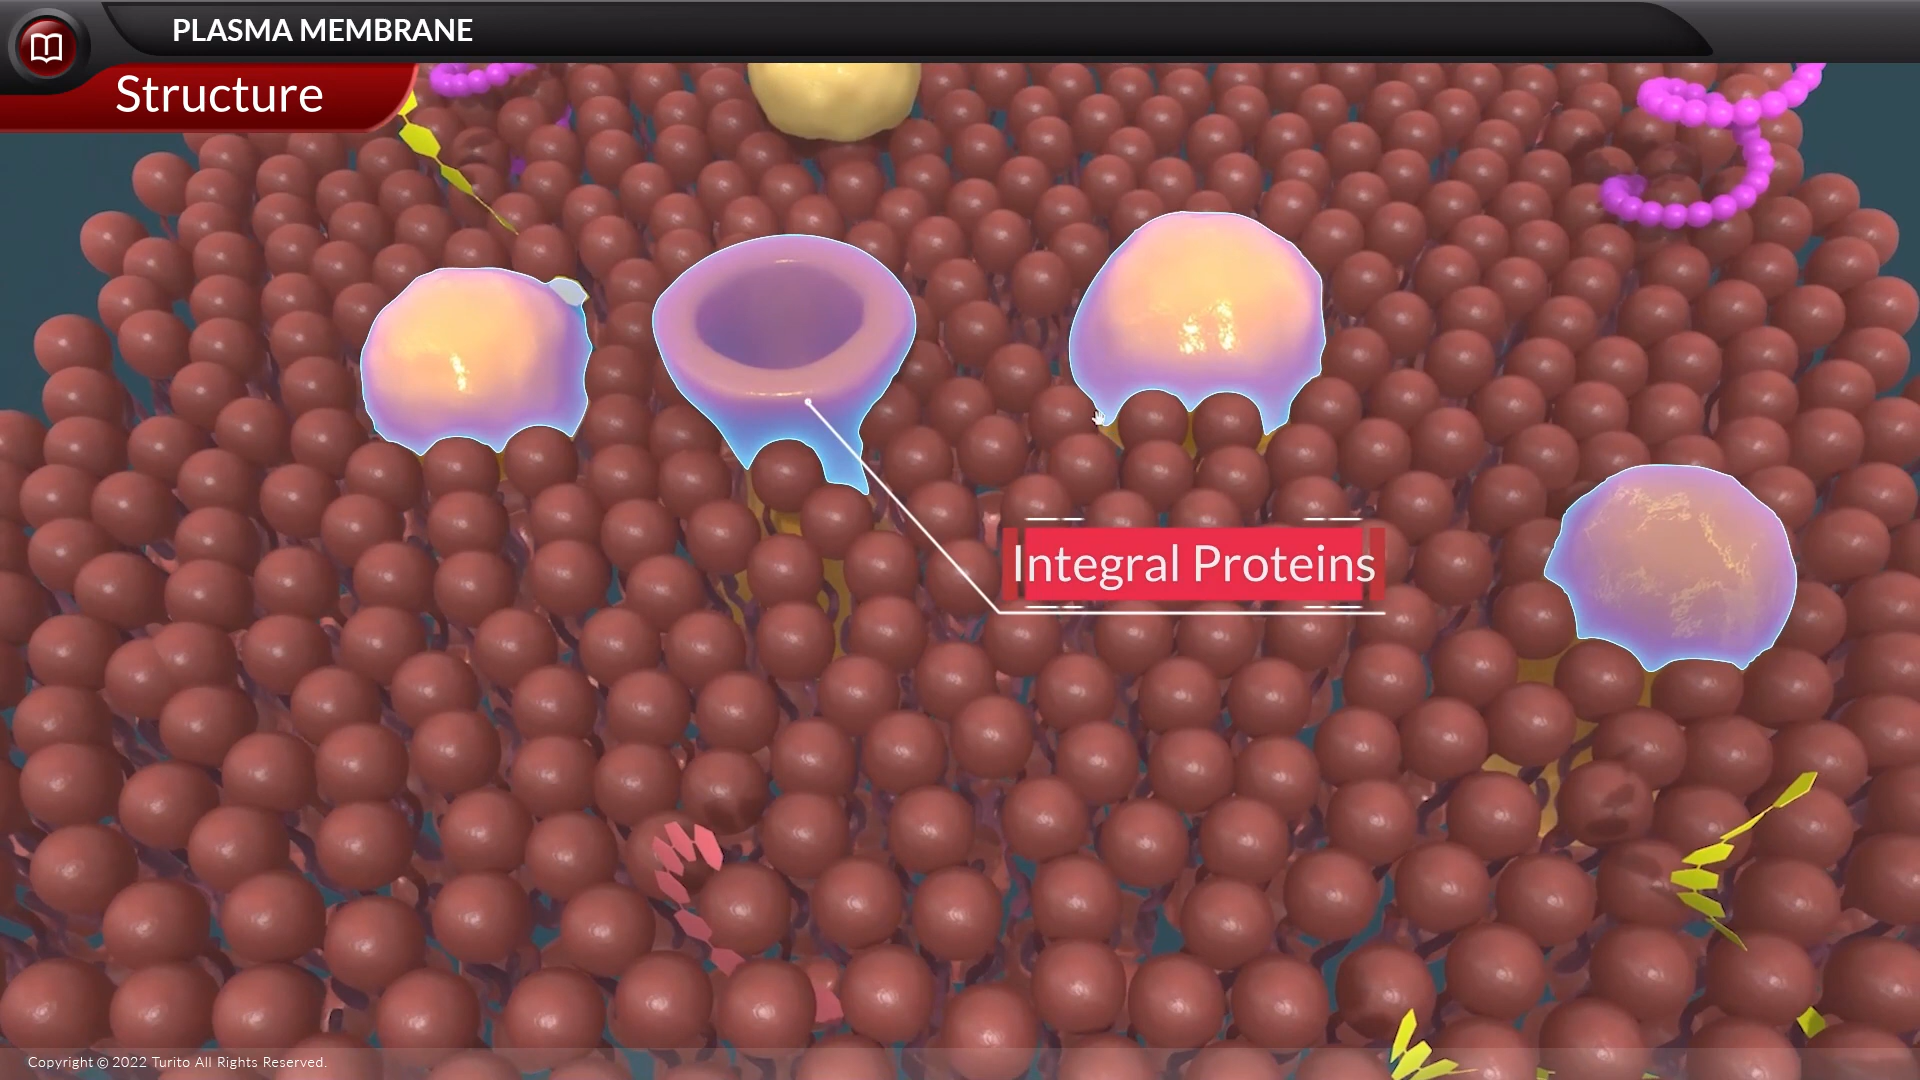 PLASMA MEMBRANE
Structure
Integral Proteins
Copyright © 2022 Turito All Rights Reserved.